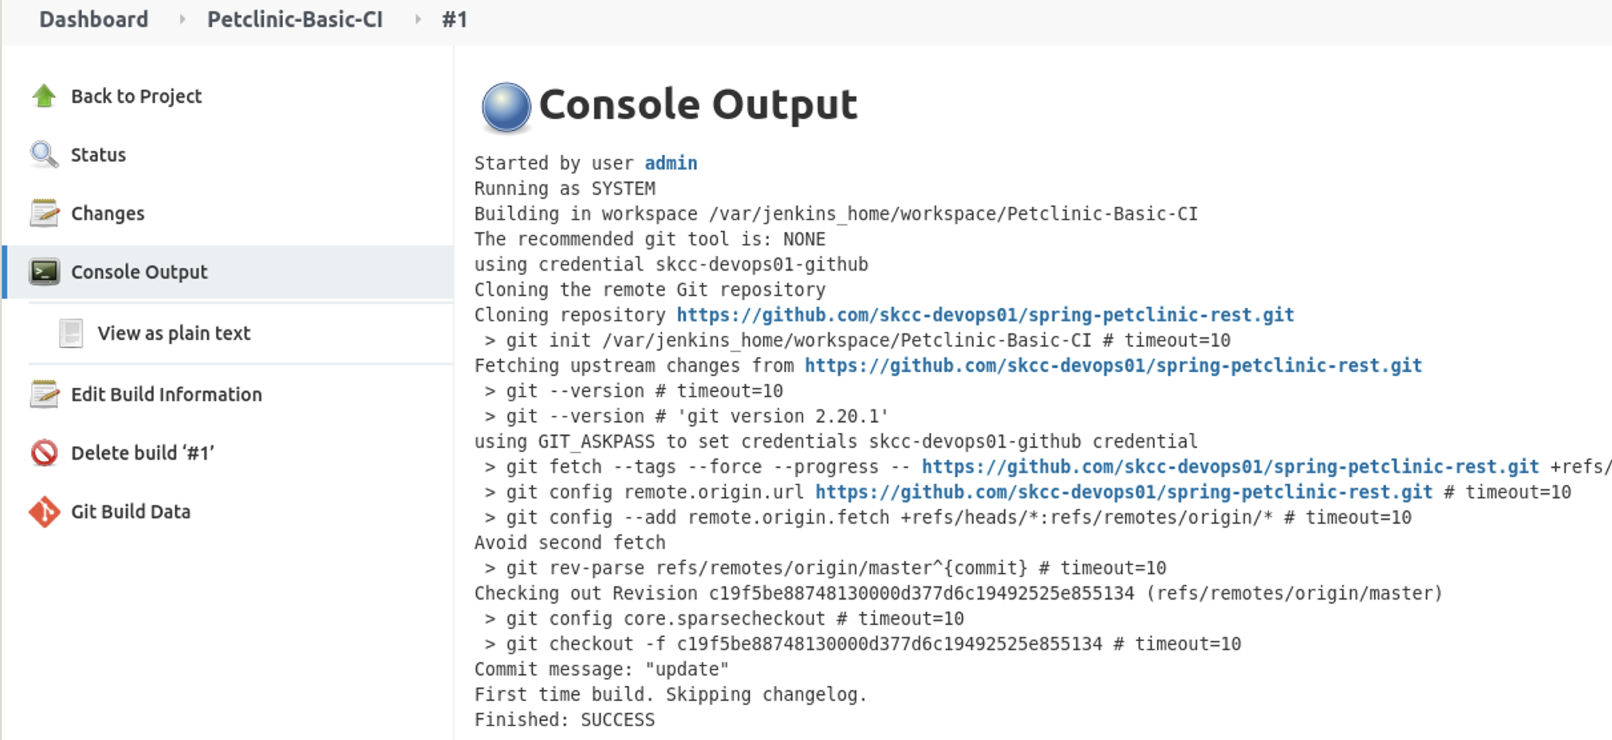 Dashboard Petclinic-Basic-CI #1
Back to Project
Status
Changes
Console Output
View as plain text
Edit Build Information
Delete build ‘#1’
Git Build Data
Console Output
Started by user admin
Running as SYSTEM
Building in workspace /var/jenkins_home/workspace/Petclinic-Basic-CI
The recommended git tool is: NONE
using credential skcc-devops01-github
Cloning the remote Git repository
Cloning repository https://github.com/skcc-devops01/spring-petclinic-rest.git
 > git init /var/jenkins_home/workspace/Petclinic-Basic-CI # timeout=10
Fetching upstream changes from https://github.com/skcc-devops01/spring-petclinic-rest.git
 > git --version # timeout=10
 > git --version # 'git version 2.20.1'
using GIT_ASKPASS to set credentials skcc-devops01-github credential
 > git fetch --tags --force --progress -- https://github.com/skcc-devops01/spring-petclinic-rest.git +refs/
 > git config remote.origin.url https://github.com/skcc-devops01/spring-petclinic-rest.git # timeout=10
 > git config --add remote.origin.fetch +refs/heads/*:refs/remotes/origin/* # timeout=10
Avoid second fetch
 > git rev-parse refs/remotes/origin/master^{commit} # timeout=10
Checking out Revision c19f5be88748130000d377d6c19492525e855134 (refs/remotes/origin/master)
 > git config core.sparsecheckout # timeout=10
 > git checkout -f c19f5be88748130000d377d6c19492525e855134 # timeout=10
Commit message: "update"
First time build. Skipping changelog.
Finished: SUCCESS